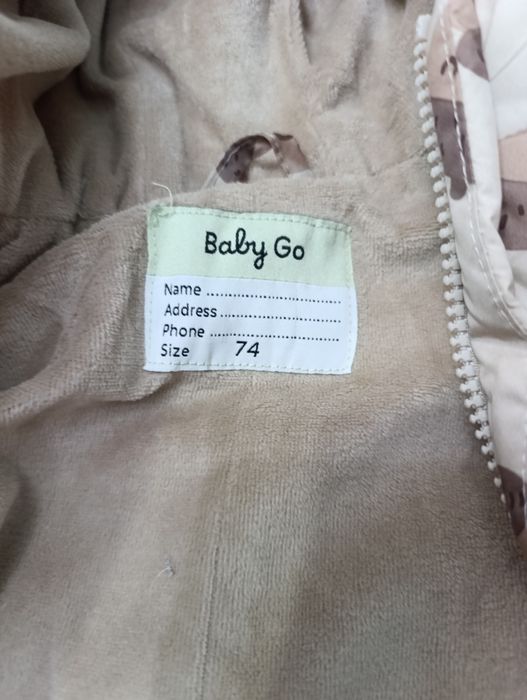 Baby Go
Name ...............................
Address ...........................
Phone .............................
Size 74